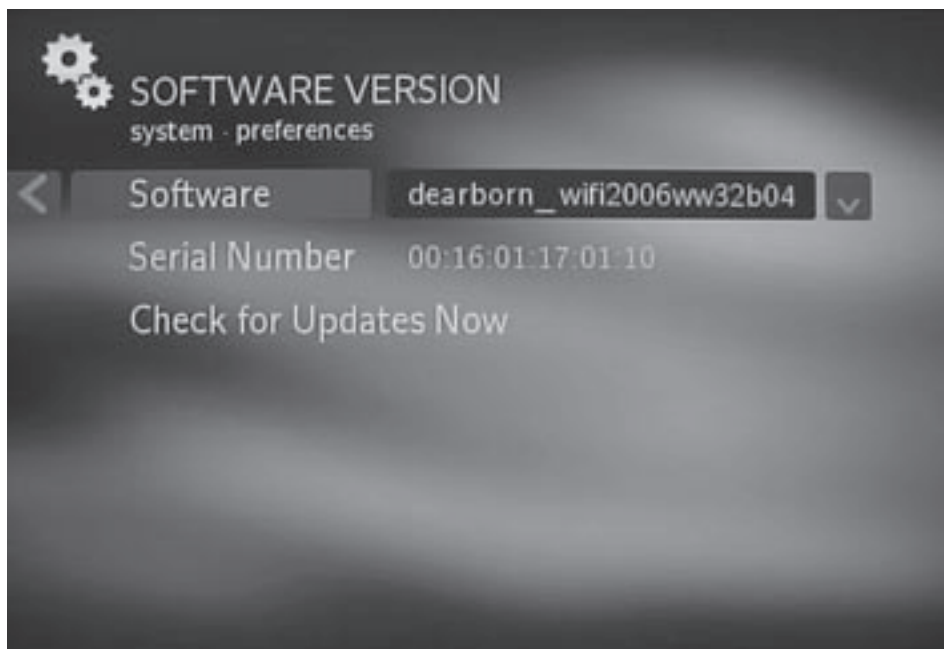 SOFTWARE VERSION
system · preferences
Software dearborn_wifi2006ww32b04
Serial Number 00:16:01:17:01:10
Check for Updates Now